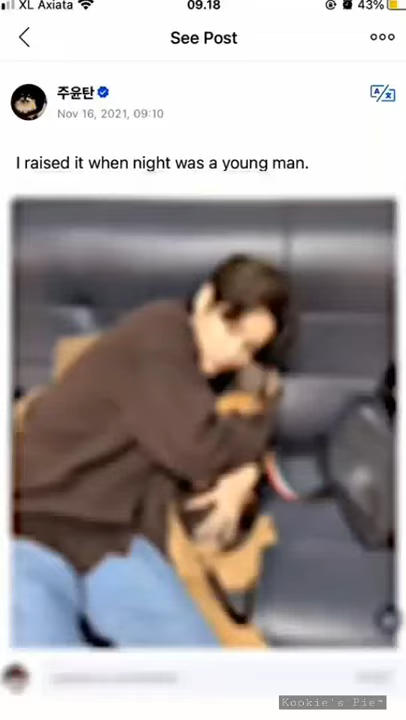 XL Axiata 09.18 43%
See Post
주윤탄
Nov 16, 2021, 09:10
I raised it when night was a young man.
Kookie's Pie~